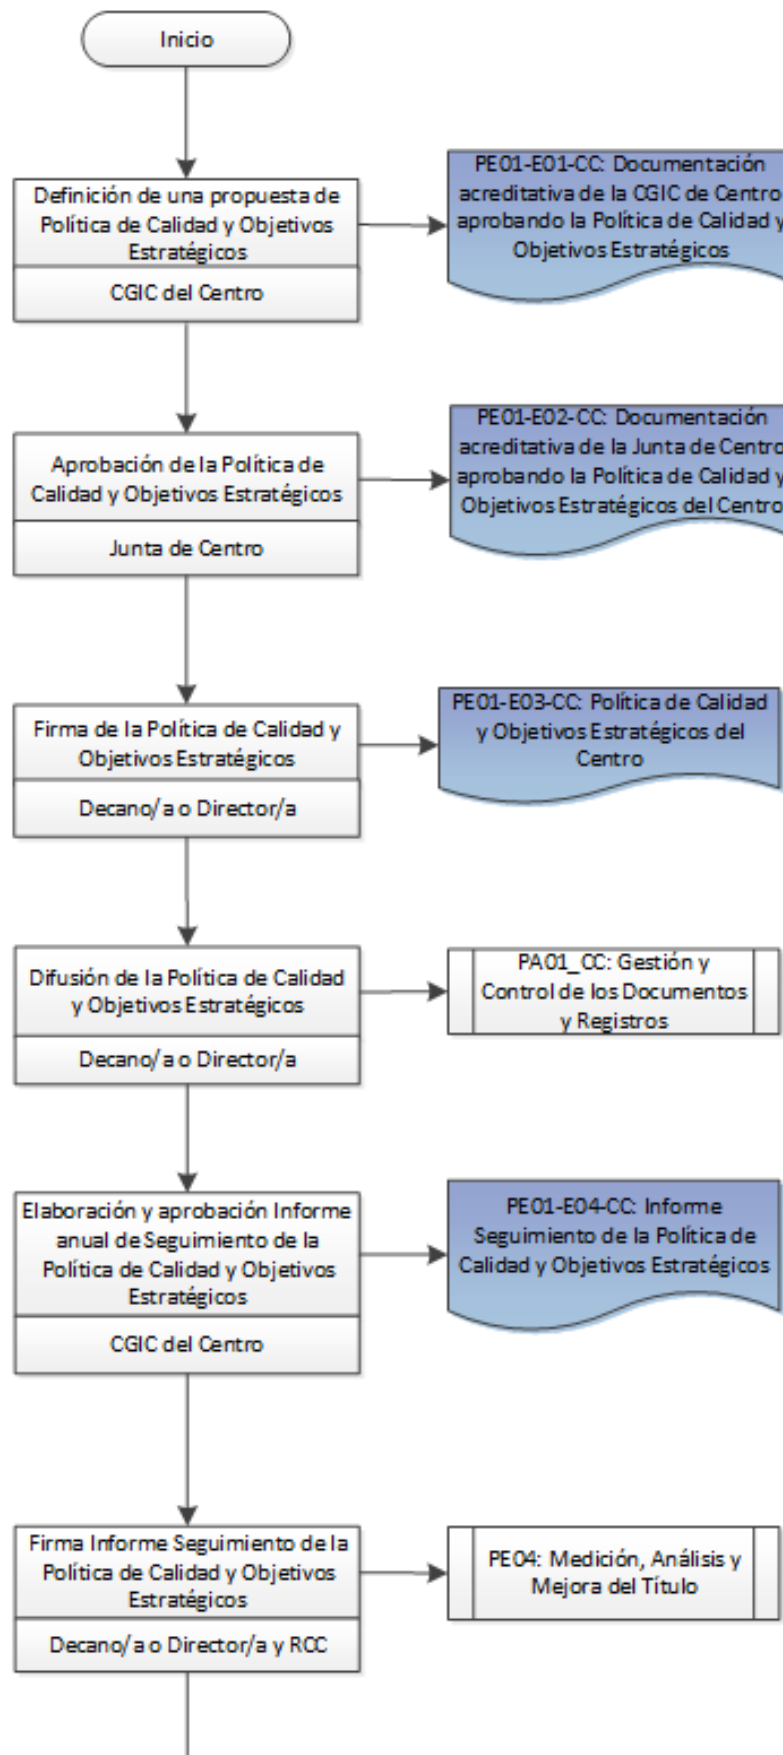 Inicio
Definición de una propuesta de
Política de Calidad y Objetivos
Estratégicos
CGIC del Centro
PE01-E01-CC: Documentación
acreditativa de la CGIC de Centro
aprobando la Política de Calidad y
Objetivos Estratégicos
Aprobación de la Política de
Calidad y Objetivos Estratégicos
Junta de Centro
PE01-E02-CC: Documentación
acreditativa de la Junta de Centro
aprobando la Política de Calidad y
Objetivos Estratégicos del Centro
Firma de la Política de Calidad y
Objetivos Estratégicos
Decano/a o Director/a
PE01-E03-CC: Política de Calidad
y Objetivos Estratégicos del
Centro
Difusión de la Política de Calidad
y Objetivos Estratégicos
Decano/a o Director/a
PA01_CC: Gestión y
Control de los Documentos
y Registros
Elaboración y aprobación Informe
anual de Seguimiento de la
Política de Calidad y Objetivos
Estratégicos
CGIC del Centro
PE01-E04-CC: Informe
Seguimiento de la Política de
Calidad y Objetivos Estratégicos
Firma Informe Seguimiento de la
Política de Calidad y Objetivos
Estratégicos
Decano/a o Director/a y RCC
PE04: Medición, Análisis y
Mejora del Título